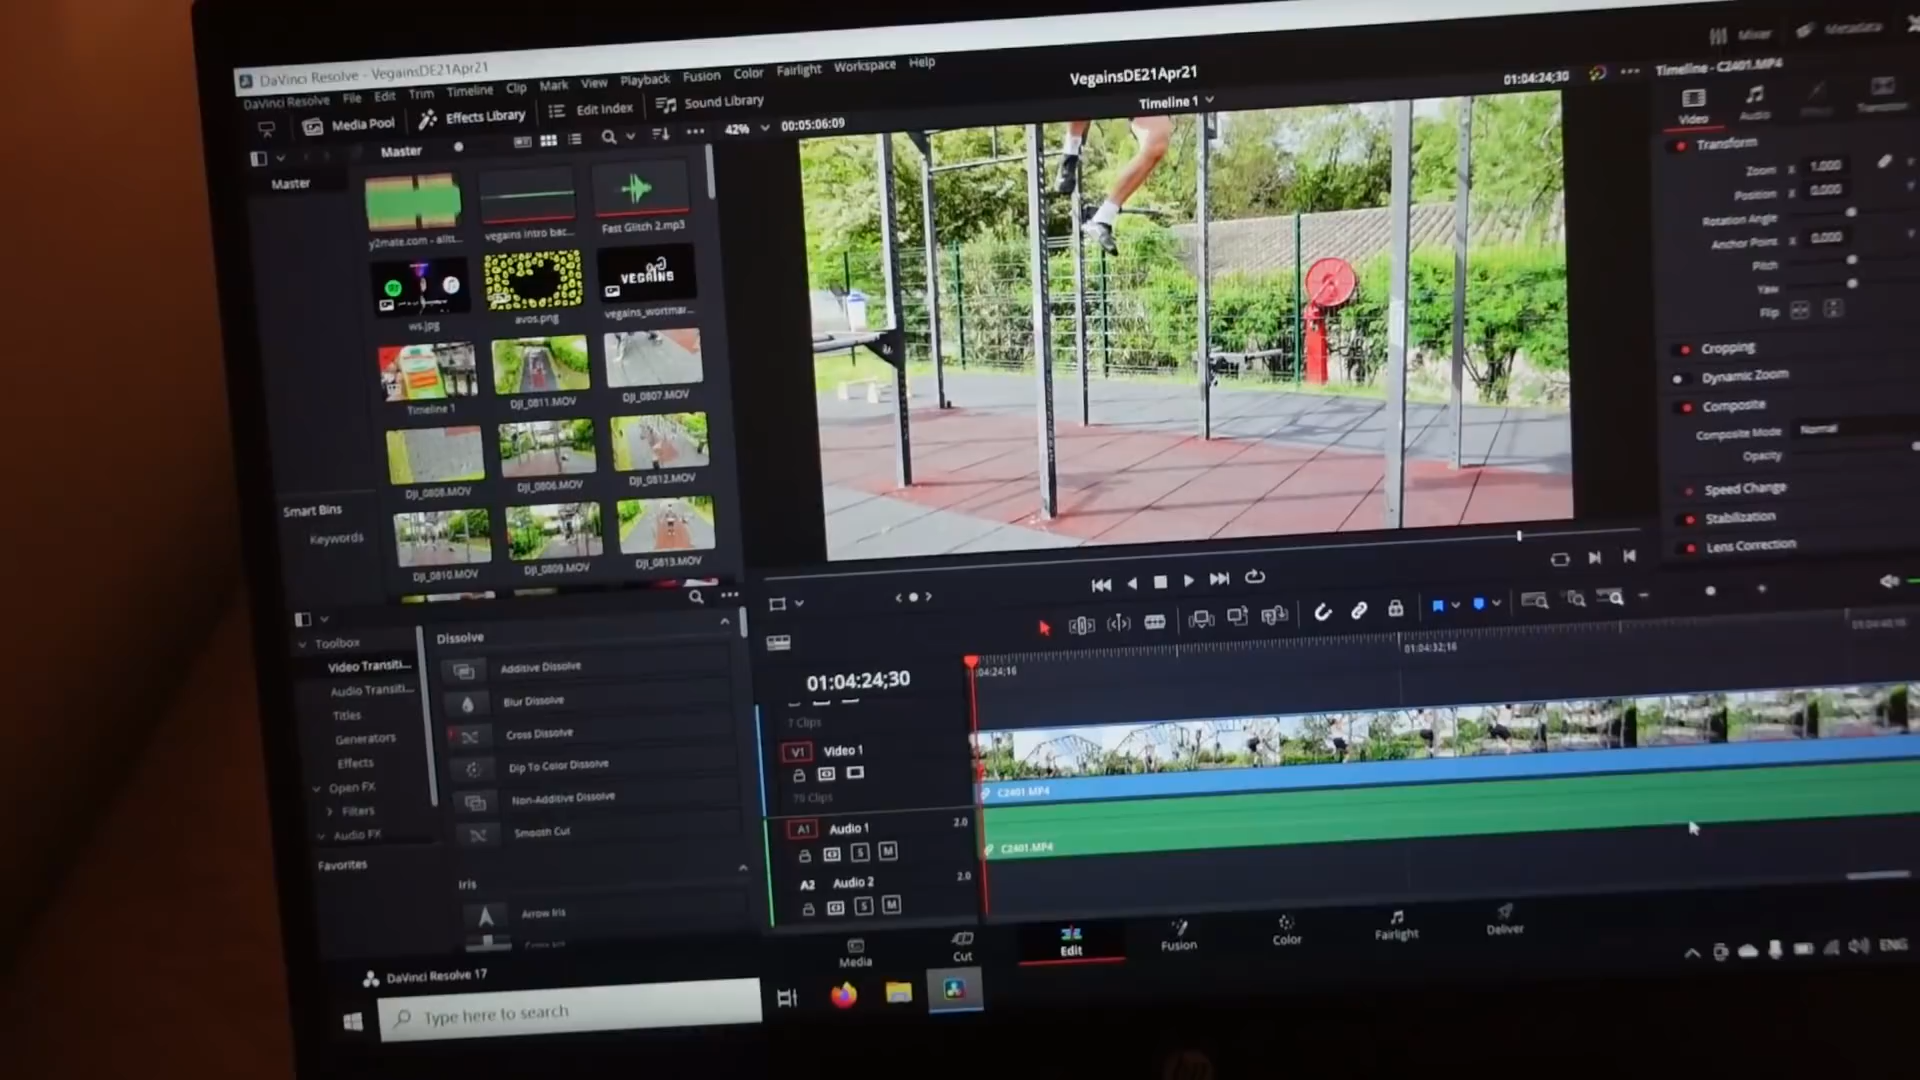 DaVinci Resolve - VegainsDE21Apr21
DaVinci Resolve File Edit Trim Timeline Clip Mark View Playback Fusion Color Fairlight Workspace Help
Media Pool Effects Library Edit Index Sound Library
VegainsDE21Apr21
Mixer Metadata
Master
42% 00:05:06:09
Timeline 1
01:04:24;30
Timeline - C2401.MP4
Video Audio Transition
Master
y2mate.com - alltt...
vegains intro bac...
Fast Glitch 2.mp3
VEGAINS
ws.jpg
avos.png
vegains_wortmar...
Timeline 1
DJI_0811.MOV
DJI_0807.MOV
DJI_0808.MOV
DJI_0806.MOV
DJI_0812.MOV
DJI_0810.MOV
DJI_0809.MOV
DJI_0813.MOV
Smart Bins
Keywords
Transform
Zoom X 1.000
Position X 0.000
Rotation Angle
Anchor Point X 0.000
Pitch
Yaw
Flip
Cropping
Dynamic Zoom
Composite
Composite Mode Normal
Opacity
Speed Change
Stabilization
Lens Correction
Toolbox
Video Transiti...
Audio Transiti...
Titles
Generators
Effects
Open FX
Filters
Audio FX
Favorites
Dissolve
Additive Dissolve
Blur Dissolve
Cross Dissolve
Dip To Color Dissolve
Non-Additive Dissolve
Smooth Cut
Iris
Arrow Iris
01:04:24;30
:04:24;16
01:04:32;16
7 Clips
V1 Video 1
79 Clips
C2401.MP4
A1 Audio 1 2.0
S M
C2401.MP4
A2 Audio 2 2.0
S M
Media Cut Edit Fusion Color Fairlight Deliver
DaVinci Resolve 17
Type here to search
ENG
hp